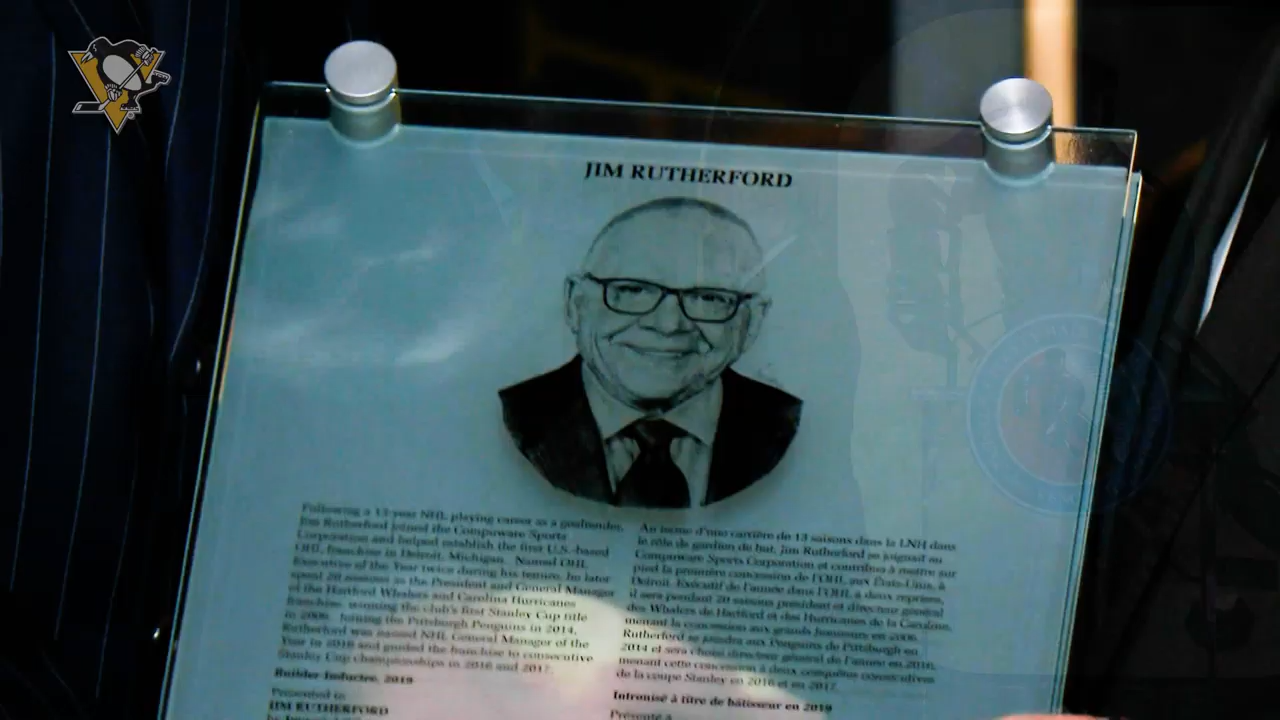 JIM RUTHERFORD
Following a 13-year NHL playing career as a goaltender,
Jim Rutherford joined the Compuware Sports
Corporation and helped establish the first U.S.-based
OHL franchise in Detroit, Michigan. Named OHL
Executive of the Year twice during his tenure, he later
spent 20 seasons as the President and General Manager
of the Hartford Whalers and Carolina Hurricanes
franchise, winning the club's first Stanley Cup title
in 2006. Joining the Pittsburgh Penguins in 2014,
Rutherford was named NHL General Manager of the
Year in 2016 and guided the franchise to consecutive
Stanley Cup championships in 2016 and 2017.
Builder Inductee, 2019
Presented to
JIM RUTHERFORD
Au terme d'une carrière de 13 saisons dans la LNH dans
le rôle de gardien de but, Jim Rutherford se joignait au
Compuware Sports Corporation et contribua à mettre sur
pied la première concession de l'OHL aux États-Unis, à
Détroit. Exécutif de l'année dans l'OHL à deux reprises,
il sera pendant 20 saisons président et directeur général
des Whalers de Hartford et des Hurricanes de la Caroline,
menant la concession aux grands honneurs en 2006.
Rutherford se joindra aux Penguins de Pittsburgh en
2014 et sera choisi directeur général de l'année en 2016,
menant cette concession à deux conquêtes consécutives
de la coupe Stanley en 2016 et en 2017.
Intronisé à titre de bâtisseur en 2019
Présenté à